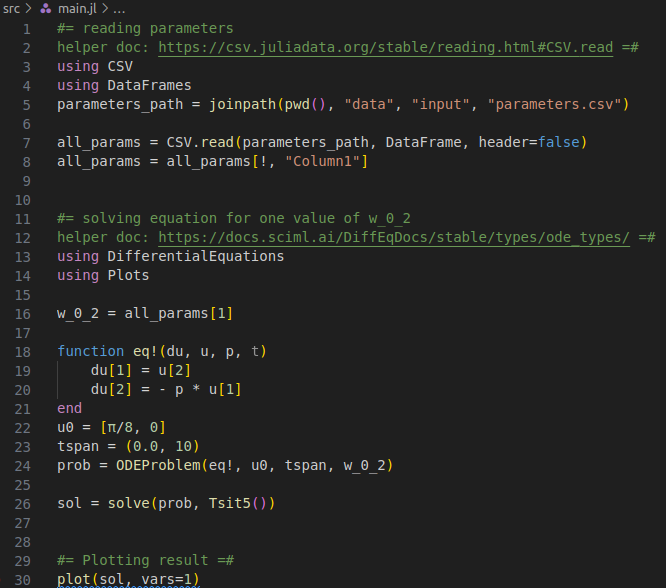 src > main.jl > ...
1 #= reading parameters
2 helper doc: https://csv.juliadata.org/stable/reading.html#CSV.read =#
3 using CSV
4 using DataFrames
5 parameters_path = joinpath(pwd(), "data", "input", "parameters.csv")
6
7 all_params = CSV.read(parameters_path, DataFrame, header=false)
8 all_params = all_params[!, "Column1"]
9
10
11 #= solving equation for one value of w_0_2
12 helper doc: https://docs.sciml.ai/DiffEqDocs/stable/types/ode_types/ =#
13 using DifferentialEquations
14 using Plots
15
16 w_0_2 = all_params[1]
17
18 function eq!(du, u, p, t)
19     du[1] = u[2]
20     du[2] = - p * u[1]
21 end
22 u0 = [π/8, 0]
23 tspan = (0.0, 10)
24 prob = ODEProblem(eq!, u0, tspan, w_0_2)
25
26 sol = solve(prob, Tsit5())
27
28
29 #= Plotting result =#
30 plot(sol, vars=1)